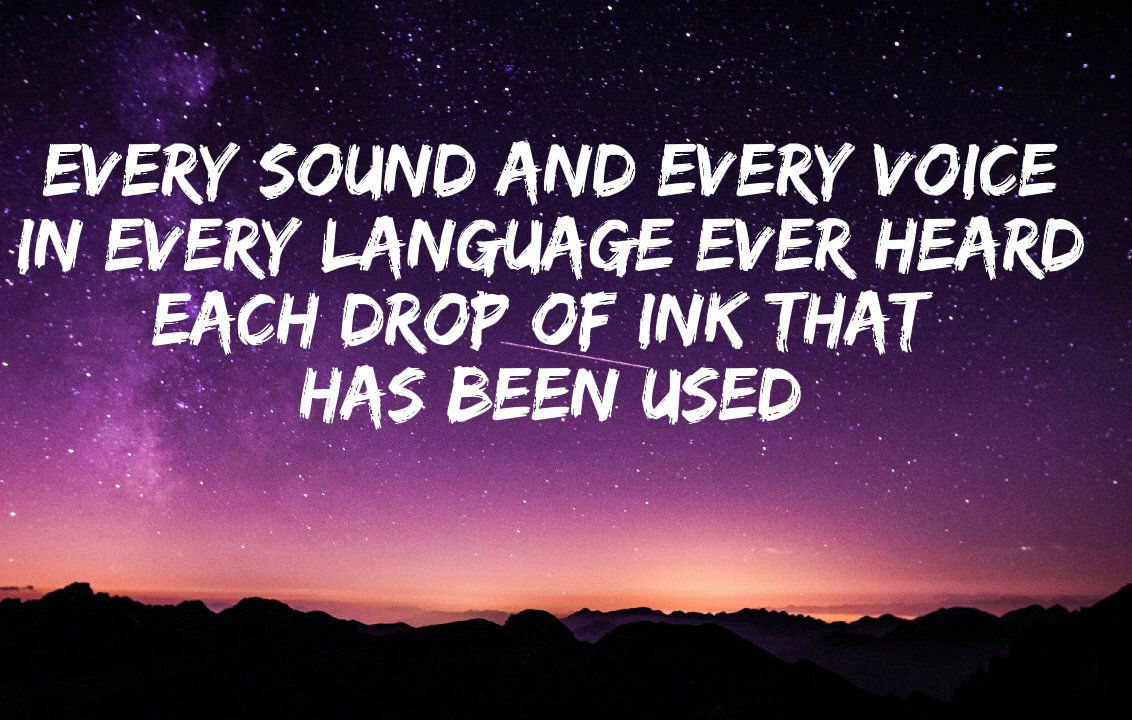 EVERY SOUND AND EVERY VOICE
IN EVERY LANGUAGE EVER HEARD
EACH DROP OF INK THAT
HAS BEEN USED